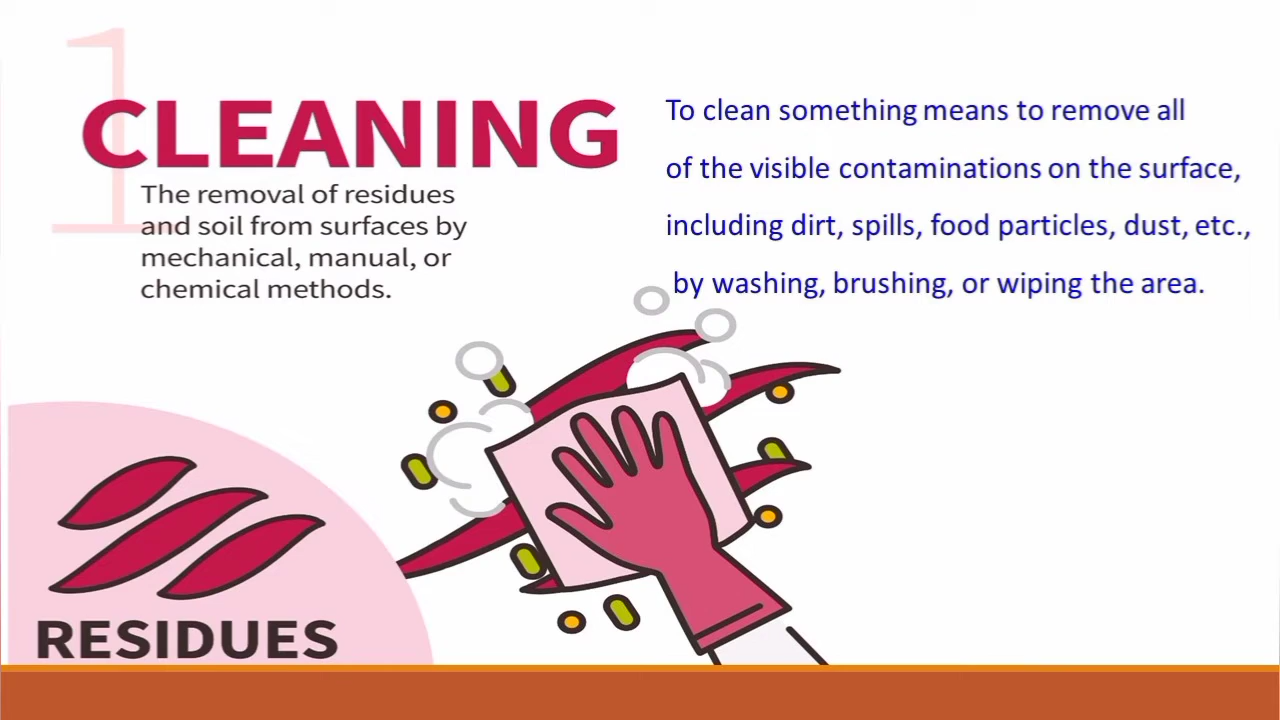 1
CLEANING
The removal of residues
and soil from surfaces by
mechanical, manual, or
chemical methods.
To clean something means to remove all
of the visible contaminations on the surface,
including dirt, spills, food particles, dust, etc.,
by washing, brushing, or wiping the area.
RESIDUES